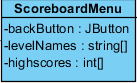 ScoreboardMenu
-backButton : JButton
-levelNames : string[]
-highscores : int[]